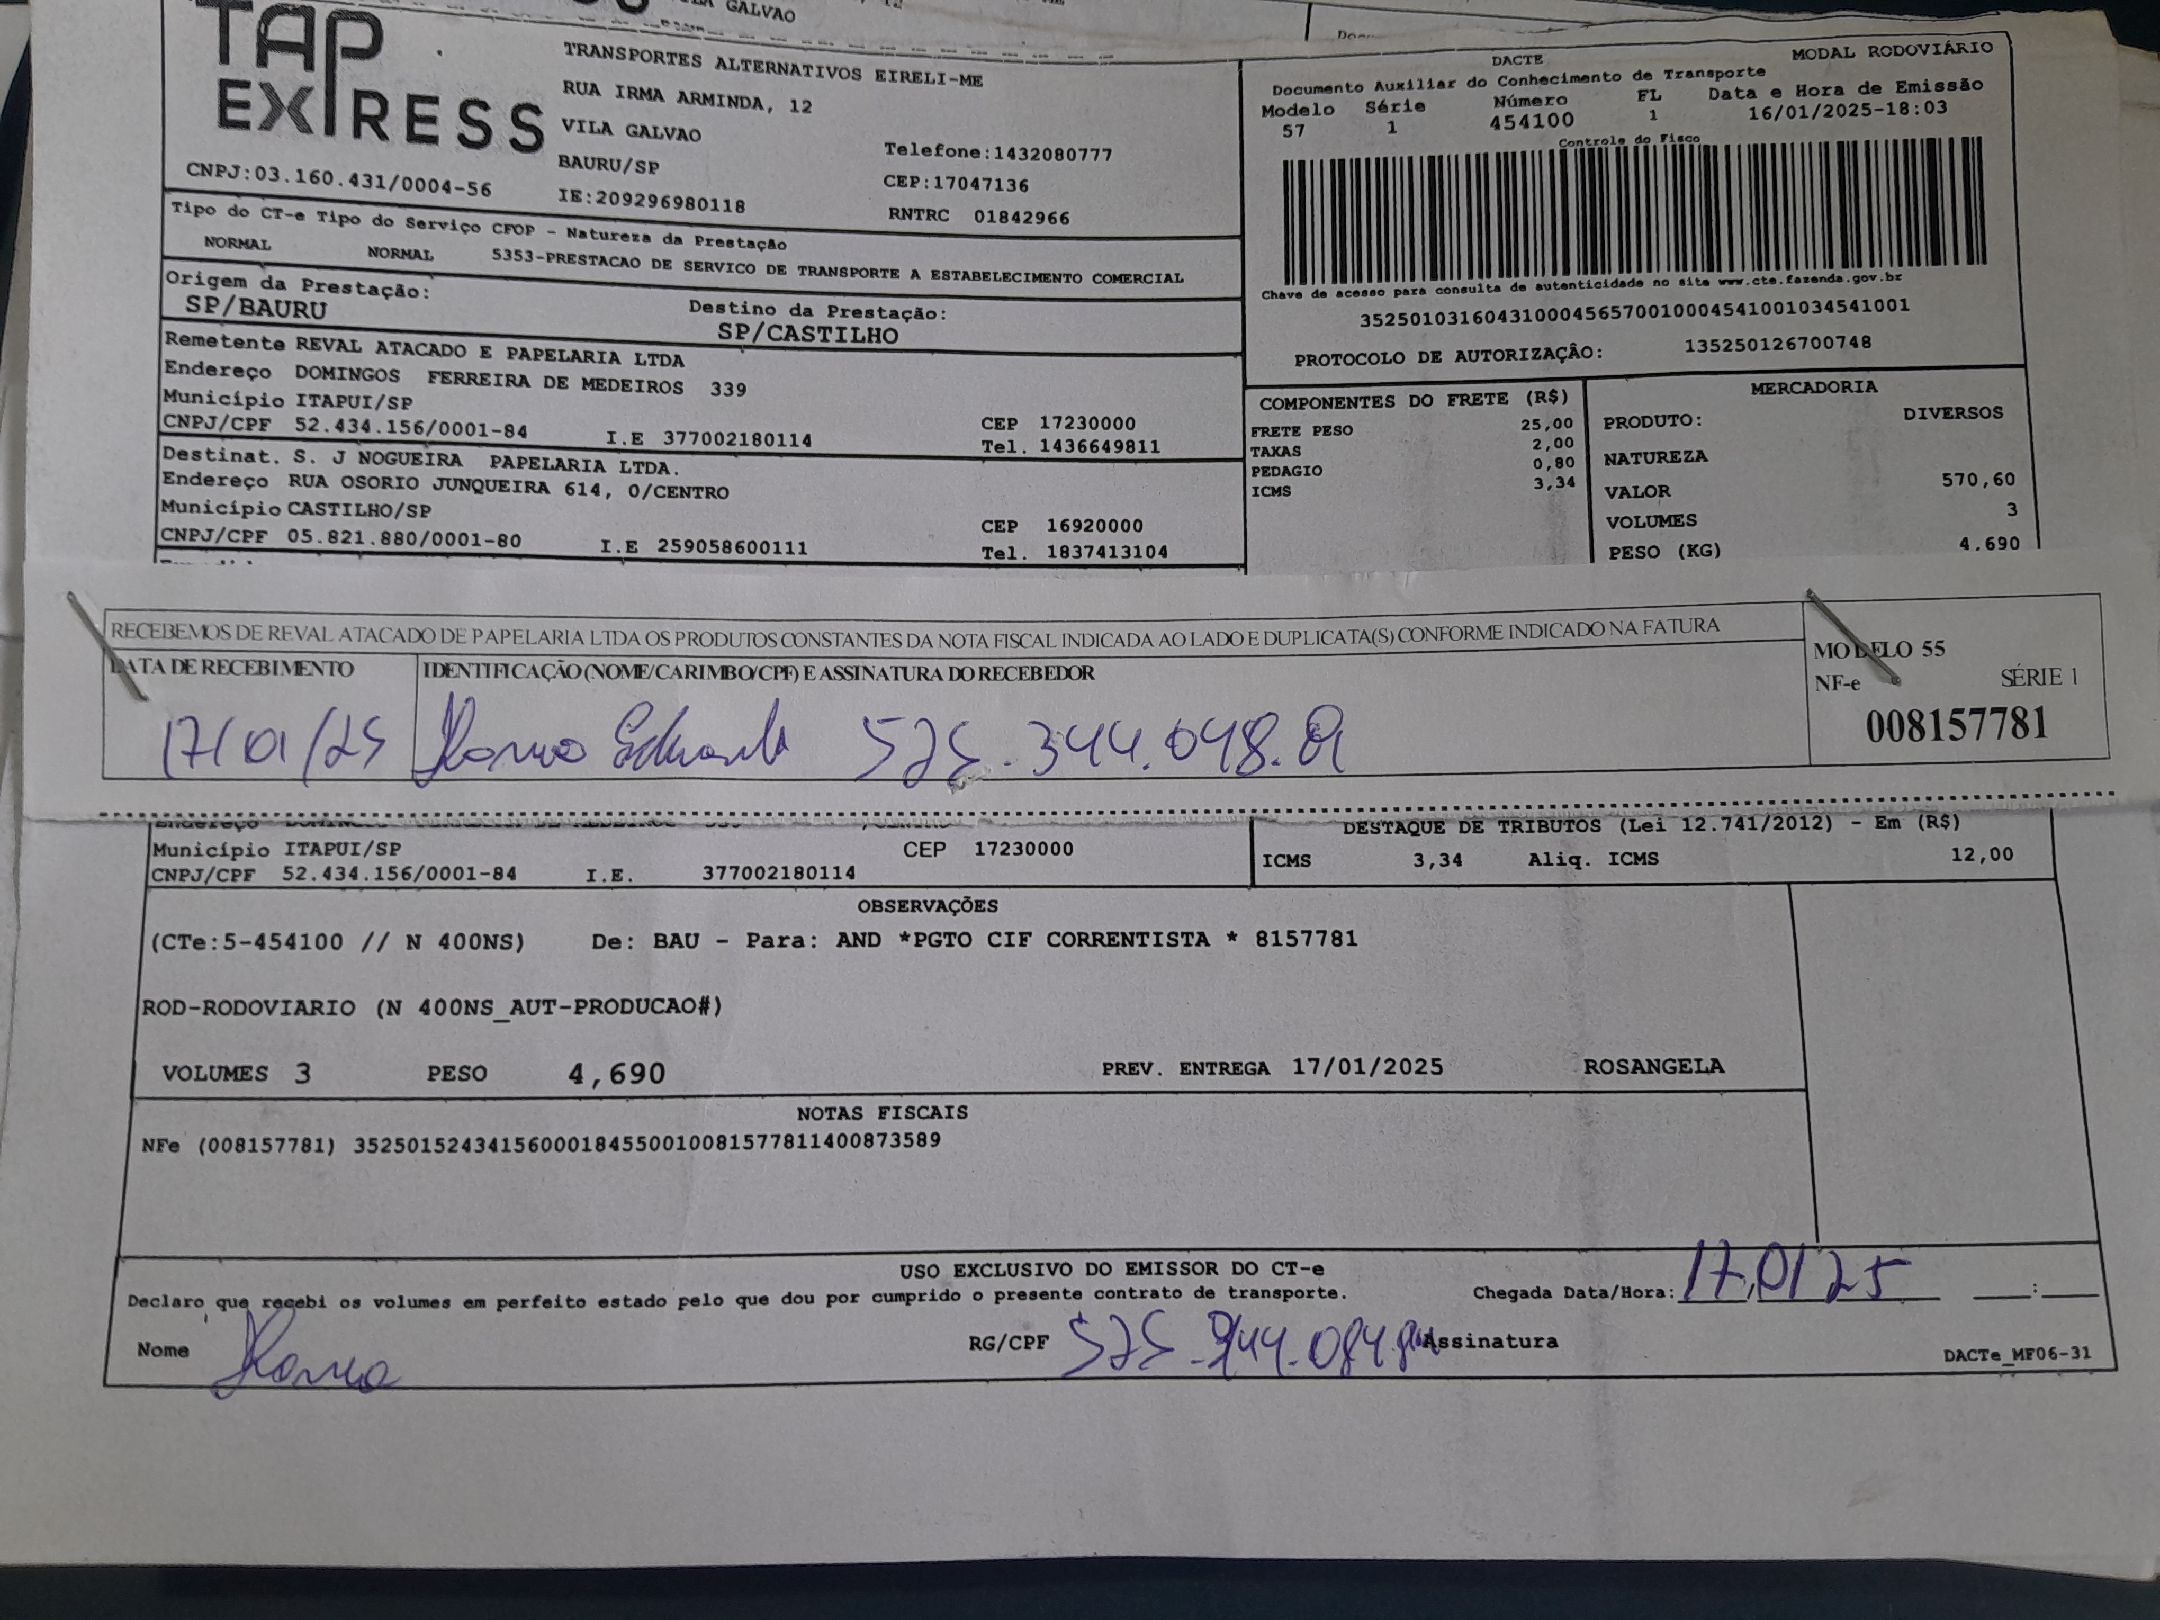 GALVAO
TAP
EXPRESS
TRANSPORTES ALTERNATIVOS EIRELI-ME
RUA IRMA ARMINDA, 12
VILA GALVAO
BAURU/SP
Telefone:1432080777
CEP:17047136
CNPJ:03.160.431/0004-56
IE:209296980118
RNTRC 01842966
DACTE
MODAL RODOVIÁRIO
Documento Auxiliar do Conhecimento de Transporte
Modelo Série Número FL Data e Hora de Emissão
57 1 454100 1 16/01/2025-18:03
Controle do Fisco
Chave de acesso para consulta de autenticidade no site www.cte.fazenda.gov.br
35250103160431000456570010004541001034541001
PROTOCOLO DE AUTORIZAÇÃO: 135250126700748
Tipo do CT-e Tipo do Serviço CFOP - Natureza da Prestação
NORMAL NORMAL 5353-PRESTACAO DE SERVICO DE TRANSPORTE A ESTABELECIMENTO COMERCIAL
Origem da Prestação: Destino da Prestação:
SP/BAURU SP/CASTILHO
Remetente REVAL ATACADO E PAPELARIA LTDA
Endereço DOMINGOS FERREIRA DE MEDEIROS 339
Município ITAPUI/SP CEP 17230000
CNPJ/CPF 52.434.156/0001-84 I.E 377002180114 Tel. 1436649811
Destinat. S. J NOGUEIRA PAPELARIA LTDA.
Endereço RUA OSORIO JUNQUEIRA 614, 0/CENTRO
Município CASTILHO/SP CEP 16920000
CNPJ/CPF 05.821.880/0001-80 I.E 259058600111 Tel. 1837413104
COMPONENTES DO FRETE (R$)
FRETE PESO 25,00
TAXAS 2,00
PEDAGIO 0,80
ICMS 3,34
MERCADORIA
PRODUTO: DIVERSOS
NATUREZA
VALOR 570,60
VOLUMES 3
PESO (KG) 4,690
RECEBEMOS DE REVAL ATACADO DE PAPELARIA LTDA OS PRODUTOS CONSTANTES DA NOTA FISCAL INDICADA AO LADO E DUPLICATA(S) CONFORME INDICADO NA FATURA
DATA DE RECEBIMENTO
IDENTIFICAÇÃO (NOME/CARIMBO/CPF) E ASSINATURA DO RECEBEDOR
MODELO 55
NF-e SÉRIE 1
008157781
17/01/25 525.344.048.
Município ITAPUI/SP CEP 17230000
CNPJ/CPF 52.434.156/0001-84 I.E. 377002180114
DESTAQUE DE TRIBUTOS (Lei 12.741/2012) - Em (R$)
ICMS 3,34 Aliq. ICMS 12,00
OBSERVAÇÕES
(CTe:5-454100 // N 400NS) De: BAU - Para: AND *PGTO CIF CORRENTISTA * 8157781
ROD-RODOVIARIO (N 400NS_AUT-PRODUCAO#)
VOLUMES 3 PESO 4,690 PREV. ENTREGA 17/01/2025 ROSANGELA
NOTAS FISCAIS
NFe (008157781) 35250152434156000184550010081577811400873589
USO EXCLUSIVO DO EMISSOR DO CT-e
Declaro que recebi os volumes em perfeito estado pelo que dou por cumprido o presente contrato de transporte.
Chegada Data/Hora: 17/01/25 :
Nome RG/CPF Assinatura
DACTe_MF06-31